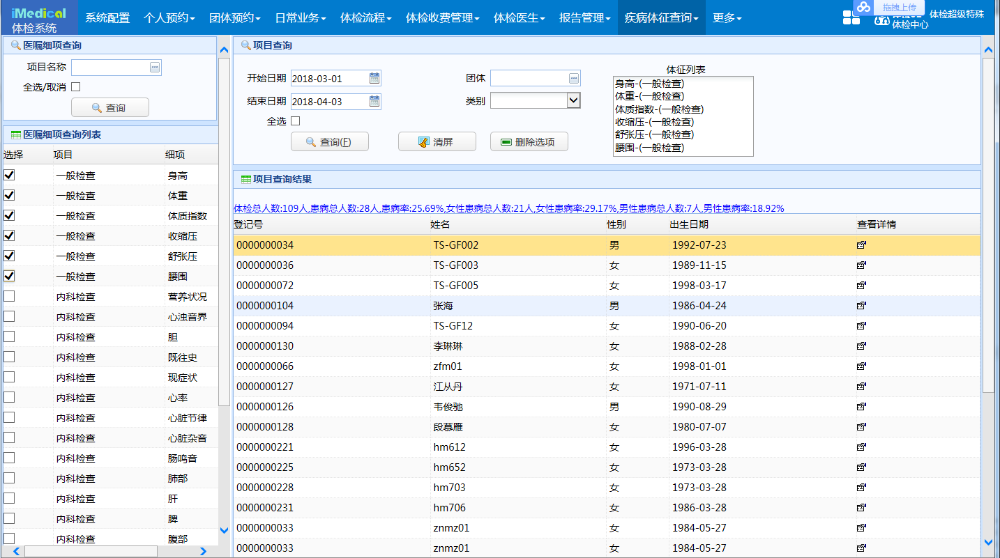 iMedical
体检系统
系统配置 个人预约 团体预约 日常业务 体检流程 体检收费管理 体检医生 报告管理 疾病体征查询 更多
拖拽上传
体检超级特殊
体检中心
医嘱细项查询
项目名称
全选/取消
查询
医嘱细项查询列表
选择 项目 细项
一般检查 身高
一般检查 体重
一般检查 体质指数
一般检查 收缩压
一般检查 舒张压
一般检查 腰围
内科检查 营养状况
内科检查 心浊音界
内科检查 胆
内科检查 既往史
内科检查 现症状
内科检查 心率
内科检查 心脏节律
内科检查 心脏杂音
内科检查 肠鸣音
内科检查 肺部
内科检查 肝
内科检查 脾
内科检查 腹部
项目查询
开始日期 2018-03-01 团体
结束日期 2018-04-03 类别
全选
查询(F) 清屏 删除选项
体征列表
身高-(一般检查)
体重-(一般检查)
体质指数-(一般检查)
收缩压-(一般检查)
舒张压-(一般检查)
腰围-(一般检查)
项目查询结果
体检总人数:109人,患病总人数:28人,患病率:25.69%,女性患病总人数:21人,女性患病率:29.17%,男性患病总人数:7人,男性患病率:18.92%
登记号 姓名 性别 出生日期 查看详情
0000000034 TS-GF002 男 1992-07-23
0000000036 TS-GF003 女 1989-11-15
0000000072 TS-GF005 女 1998-03-17
0000000104 张海 男 1986-04-24
0000000094 TS-GF12 女 1990-06-20
0000000130 李琳琳 女 1988-02-28
0000000066 zfm01 女 1998-01-01
0000000127 江从丹 女 1971-07-11
0000000126 韦俊驰 男 1990-08-29
0000000128 段慕雁 女 1980-07-07
0000000221 hm612 女 1996-03-28
0000000225 hm652 女 1973-03-28
0000000228 hm703 女 1973-03-28
0000000231 hm706 女 1986-03-28
0000000033 znmz01 女 1984-05-27
0000000033 znmz01 女 1984-05-27